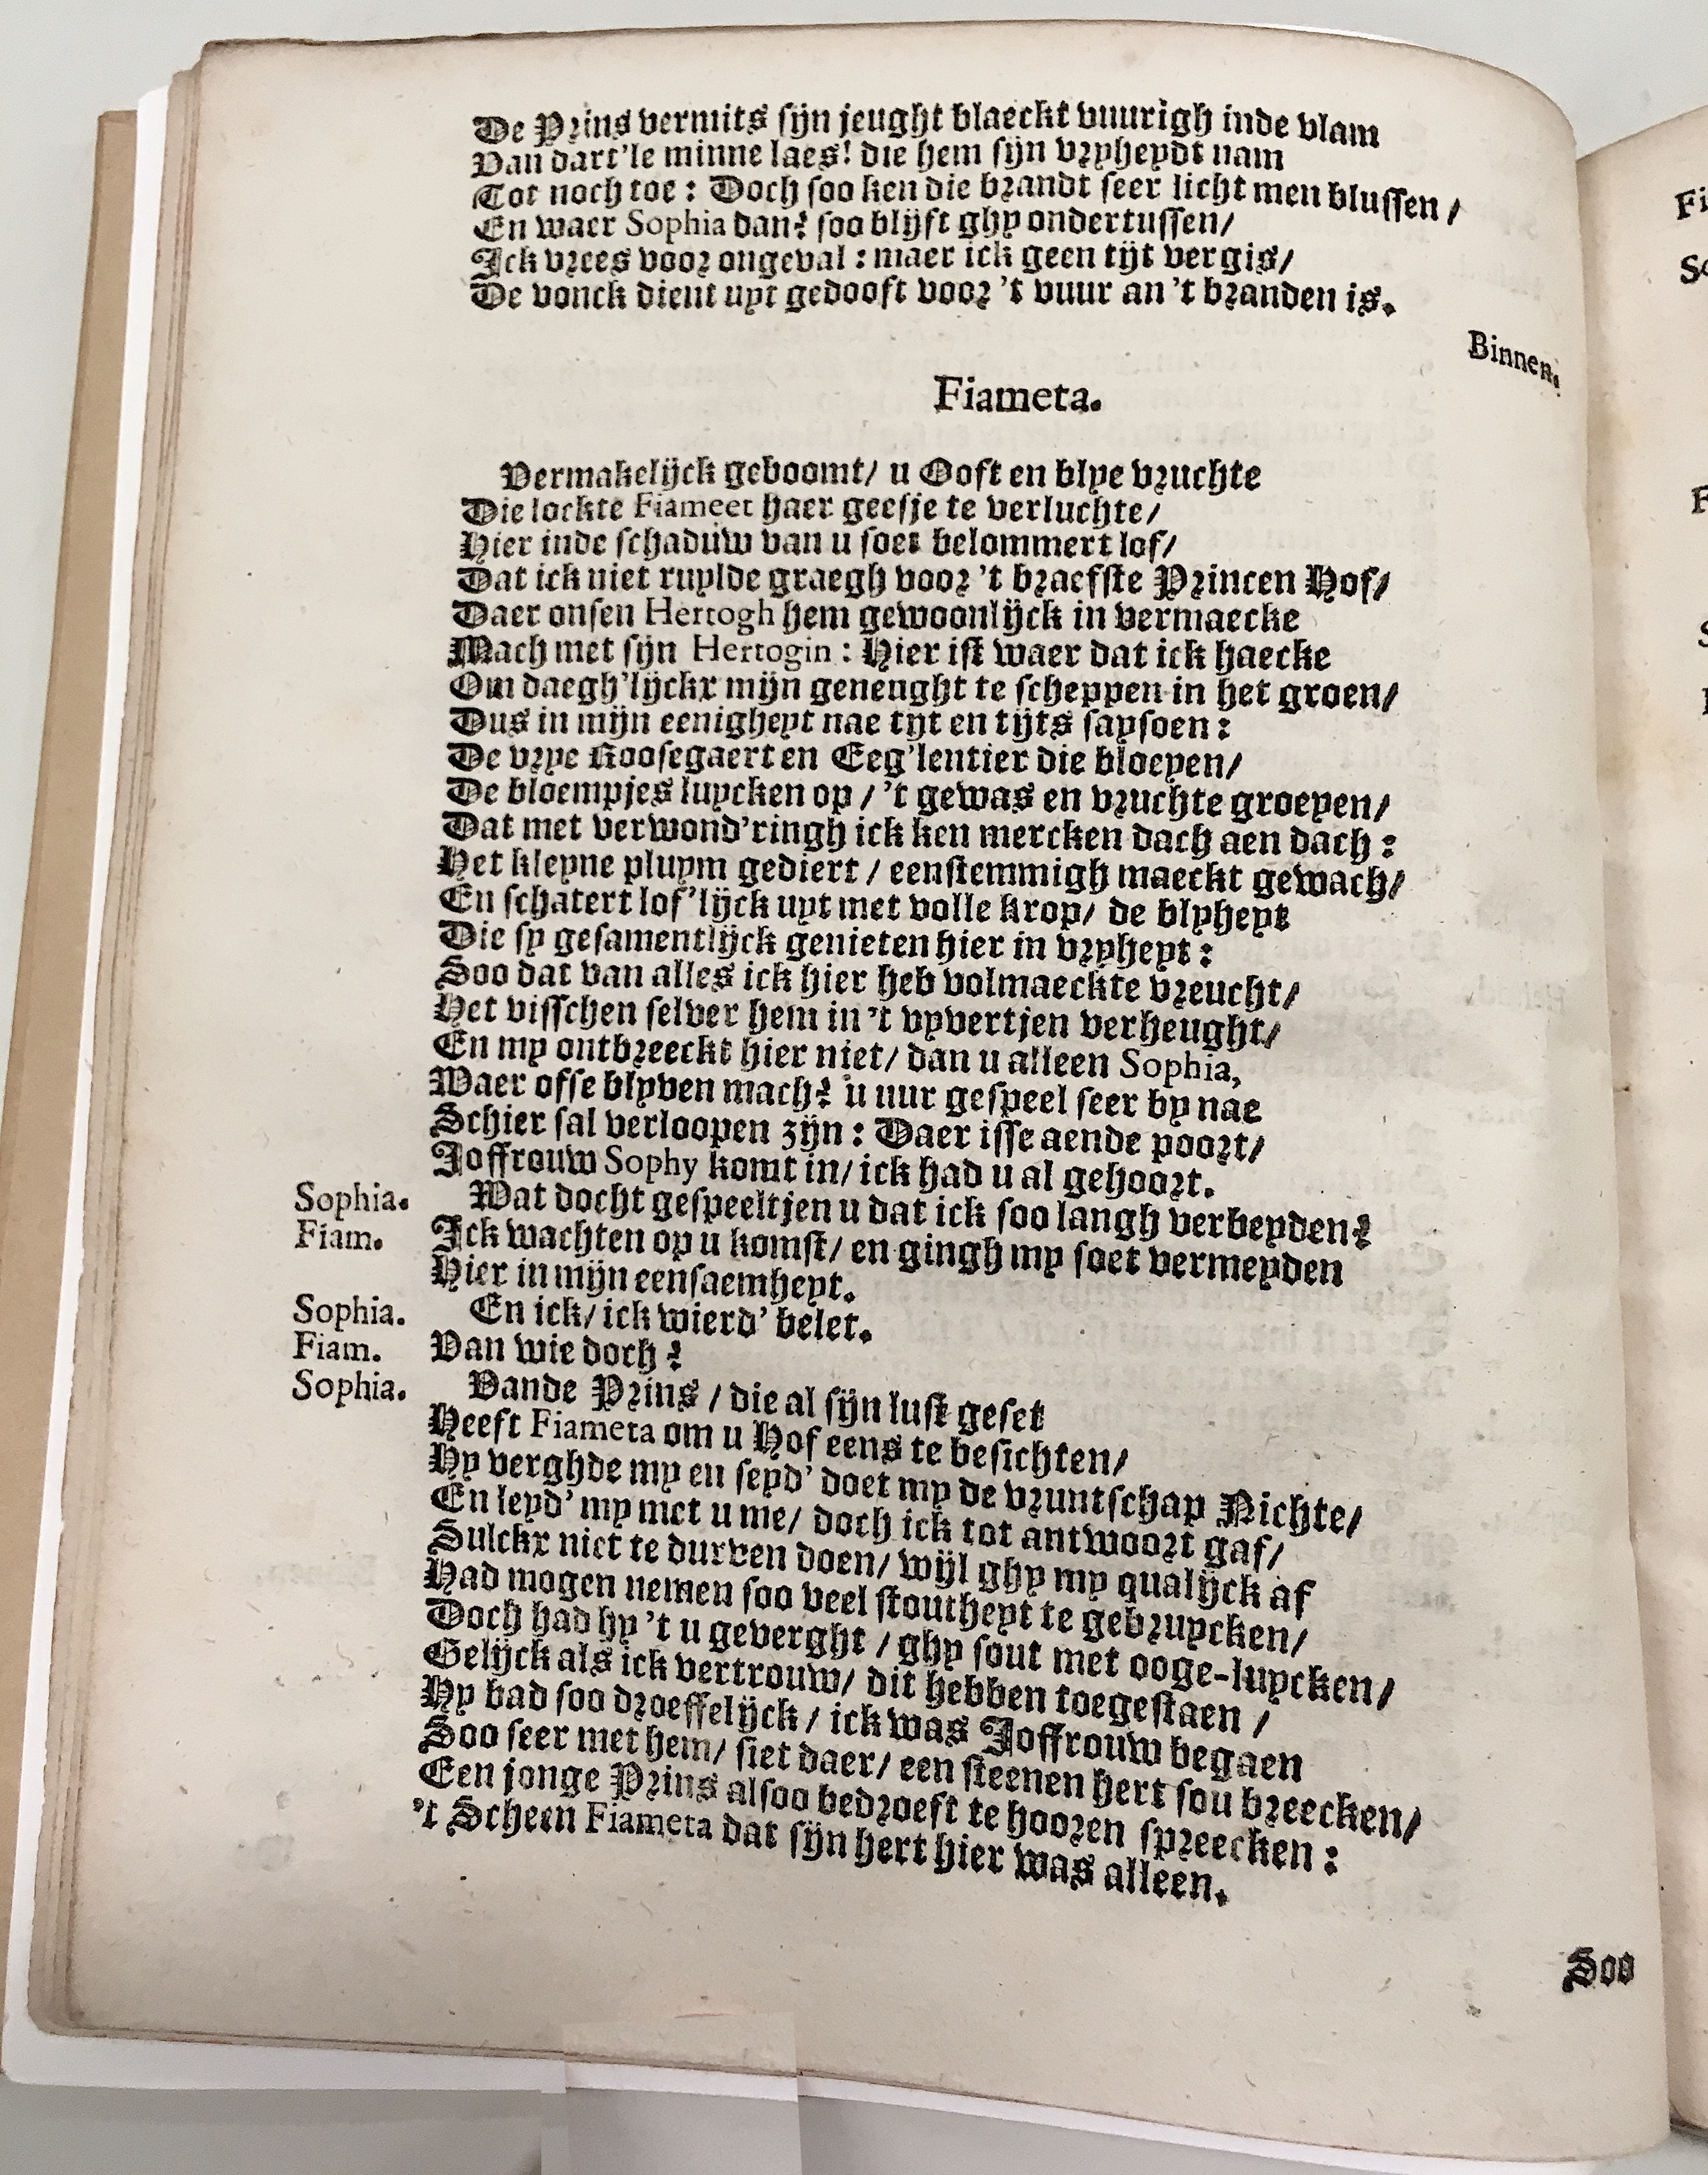 De Prins vermits sijn jeught blaeckt vuurigh inde vlam
Van dart'le minne laes! die hem sijn vryheydt nam
Tot noch toe: Doch soo ken die brandt seer licht men blussen/
En waer Sophia dan? soo blijft ghy ondertussen/
Ick vrees voor ongeval: maer ick geen tijt vergis/
De vonck dient uyt gedooft voor 't vuur an 't branden is.
Binnen.
Fiameta.
Vermakelijck geboomt/ u Ooft en blye vruchte
Die lockte Fiameet haer geesje te verluchte/
Hier inde schaduw van u soet belommert lof/
Dat ick niet ruylde graegh voor 't braefste Princen Hof/
Daer onsen Hertogh hem gewoonlijck in vermaecke
Mach met sijn Hertogin: Hier ist waer dat ick haecke
Om daegh'lijckx mijn geneught te scheppen in het groen/
Dus in mijn eenigheyt nae tijt en tijts saysoen:
De vrye Roosegaert en Eeg'lentier die bloeyen/
De bloempjes luycken op/ 't gewas en vruchte groeyen/
Dat met verwond'ringh ick ken mercken dach aen dach:
Het kleyne pluym gediert/ eenstemmigh maeckt gewach/
En schatert lof'lijck uyt met volle krop/ de blyheyt
Die sy gesamentlijck genieten hier in vryheyt:
Soo dat van alles ick hier heb volmaeckte vreucht/
Het visschen selver hem in 't vyvertjen verheught/
En my ontbreeckt hier niet/ dan u alleen Sophia,
Waer ofse blyven mach? u uur gespeel seer by nae
Schier sal verloopen zijn: Daer isse aende poort/
Joffrouw Sophy komt in/ ick had u al gehoort.
Sophia. Wat docht gespeeltjen u dat ick soo langh verbeyden?
Fiam. Ick wachten op u komst/ en gingh my soet vermeyden
Hier in mijn eensaemheyt.
Sophia. En ick/ ick wierd' belet.
Fiam. Van wie doch?
Sophia. Vande Prins/ die al sijn lust geset
Heeft Fiameta om u Hof eens te besichten/
Hy verghde my en seyd' doet my de vruntschap Nichte/
En leyd' my met u me/ doch ick tot antwoort gaf/
Sulckx niet te durven doen/ wijl ghy my qualijck af
Had mogen nemen soo veel stoutheyt te gebruycken/
Doch had hy 't u geverght/ ghy sout met ooge-luycken/
Gelijck als ick vertrouw/ dit hebben toegestaen/
Hy bad soo droeffelijck/ ick was Joffrouw begaen
Soo seer met hem/ siet daer/ een steenen hert sou breecken/
Een jonge Prins alsoo bedroeft te hooren spreecken:
't Scheen Fiameta dat sijn hert hier was alleen.
Soo